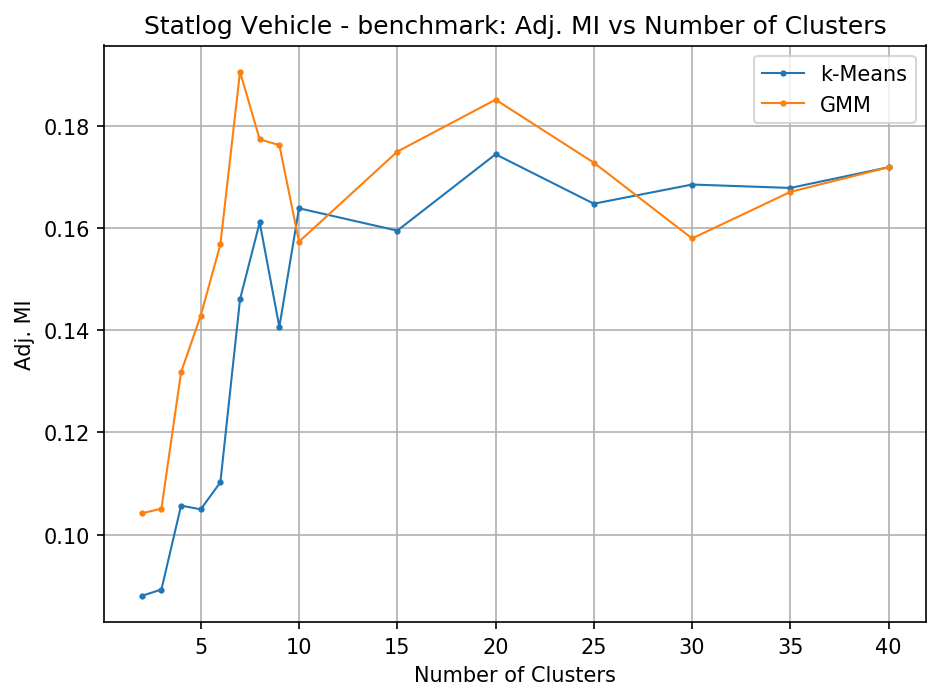 Statlog Vehicle - benchmark: Adj. MI vs Number of Clusters
k-Means
GMM
Adj. MI
0.18
0.16
0.14
0.12
0.10
5 10 15 20 25 30 35 40
Number of Clusters